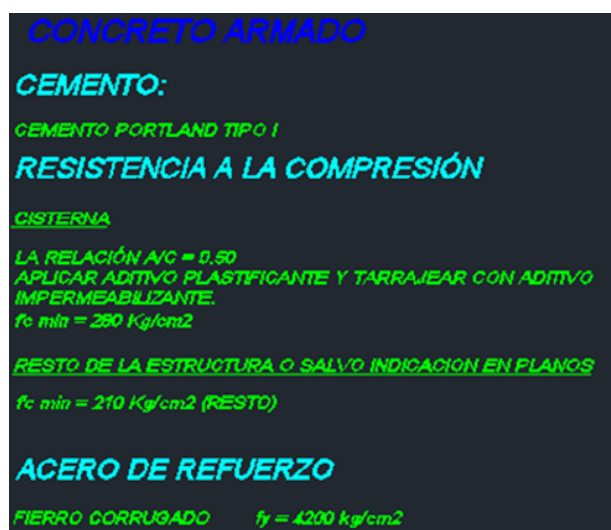 CONCRETO ARMADO
CEMENTO:
CEMENTO PORTLAND TIPO I
RESISTENCIA A LA COMPRESIÓN
CISTERNA
LA RELACIÓN A/C = 0.50
APLICAR ADITIVO PLASTIFICANTE Y TARRAJEAR CON ADITIVO
IMPERMEABILIZANTE.
f'c min = 280 Kg/cm2
RESTO DE LA ESTRUCTURA O SALVO INDICACION EN PLANOS
f'c min = 210 Kg/cm2 (RESTO)
ACERO DE REFUERZO
FIERRO CORRUGADO fy = 4200 kg/cm2